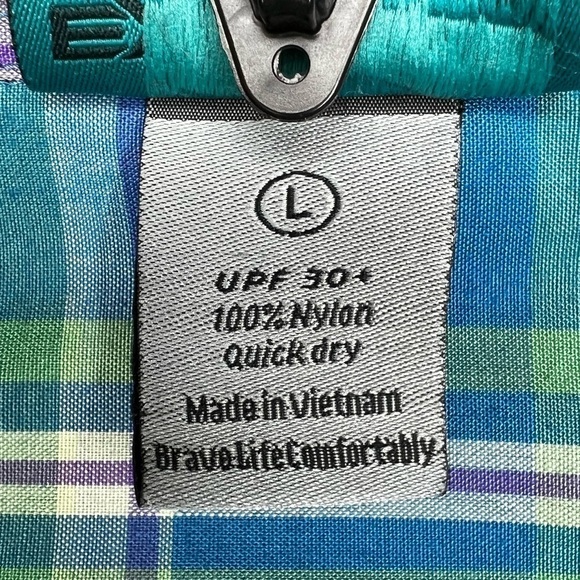 L
UPF 30+
100% Nylon
Quick dry
Made in Vietnam
Brave Life Comfortably